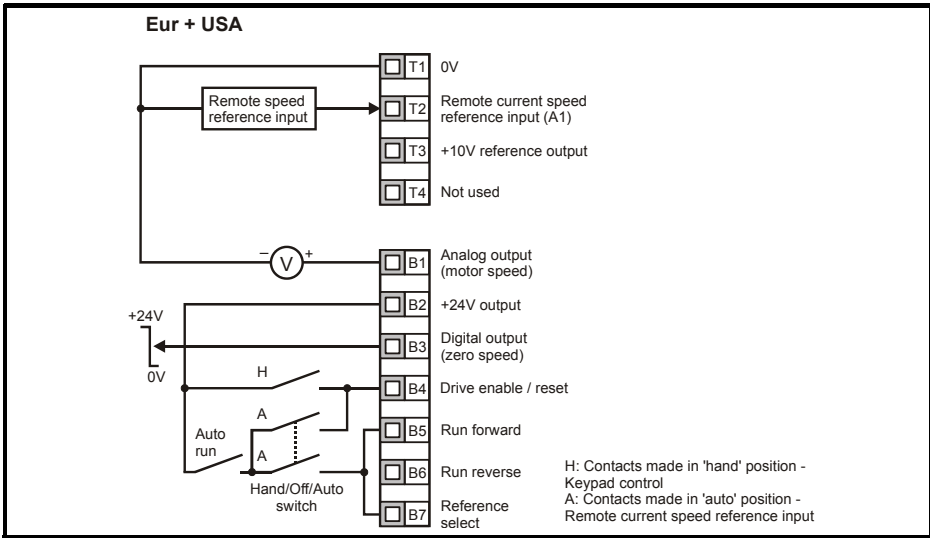 Eur + USA
T1 0V
Remote speed
reference input
T2 Remote current speed
reference input (A1)
T3 +10V reference output
T4 Not used
– V +
B1 Analog output
(motor speed)
B2 +24V output
+24V
0V
B3 Digital output
(zero speed)
H
B4 Drive enable / reset
A
Auto
run
B5 Run forward
A
B6 Run reverse
Hand/Off/Auto
switch
B7 Reference
select
H: Contacts made in 'hand' position -
Keypad control
A: Contacts made in 'auto' position -
Remote current speed reference input